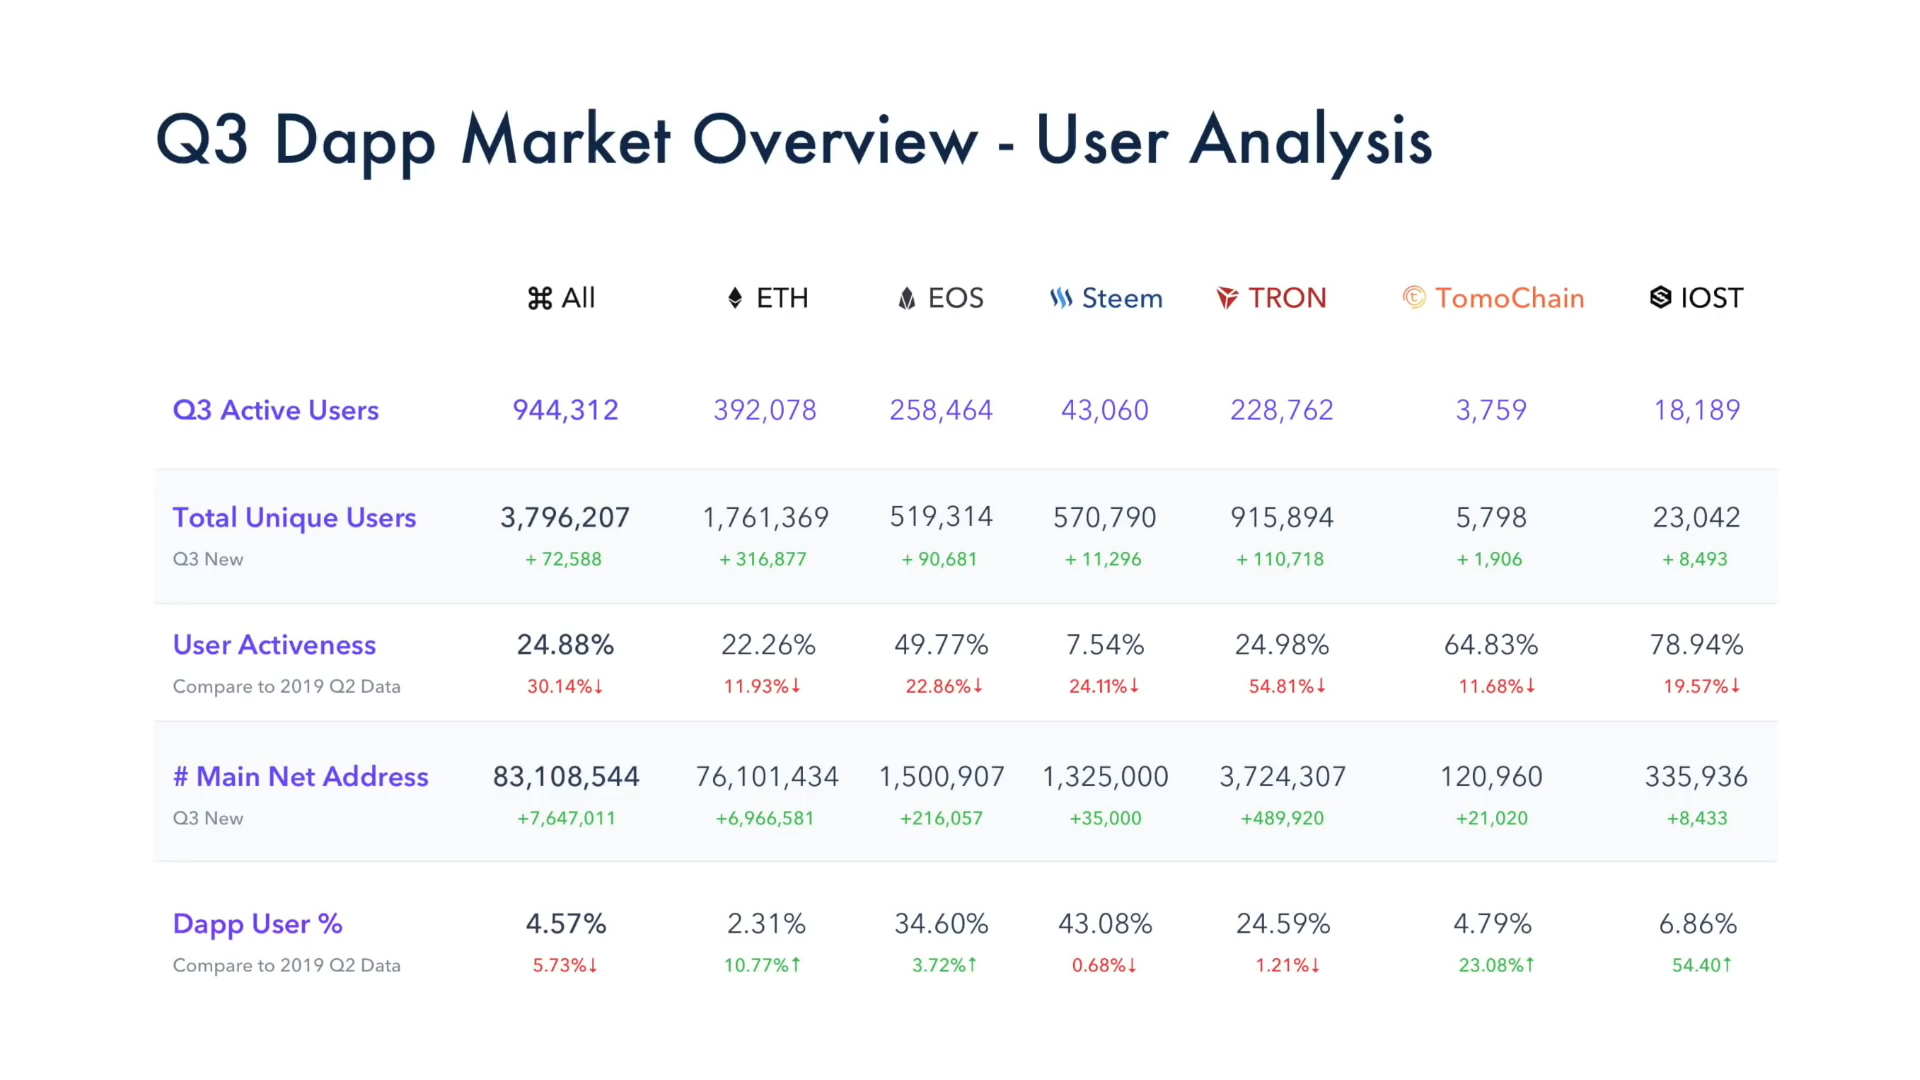 Q3 Dapp Market Overview - User Analysis
All ETH EOS Steem TRON TomoChain IOST
Q3 Active Users 944,312 392,078 258,464 43,060 228,762 3,759 18,189
Total Unique Users 3,796,207 1,761,369 519,314 570,790 915,894 5,798 23,042
Q3 New + 72,588 + 316,877 + 90,681 + 11,296 + 110,718 + 1,906 + 8,493
User Activeness 24.88% 22.26% 49.77% 7.54% 24.98% 64.83% 78.94%
Compare to 2019 Q2 Data 30.14%↓ 11.93%↓ 22.86%↓ 24.11%↓ 54.81%↓ 11.68%↓ 19.57%↓
# Main Net Address 83,108,544 76,101,434 1,500,907 1,325,000 3,724,307 120,960 335,936
Q3 New +7,647,011 +6,966,581 +216,057 +35,000 +489,920 +21,020 +8,433
Dapp User % 4.57% 2.31% 34.60% 43.08% 24.59% 4.79% 6.86%
Compare to 2019 Q2 Data 5.73%↓ 10.77%↑ 3.72%↑ 0.68%↓ 1.21%↓ 23.08%↑ 54.40↑